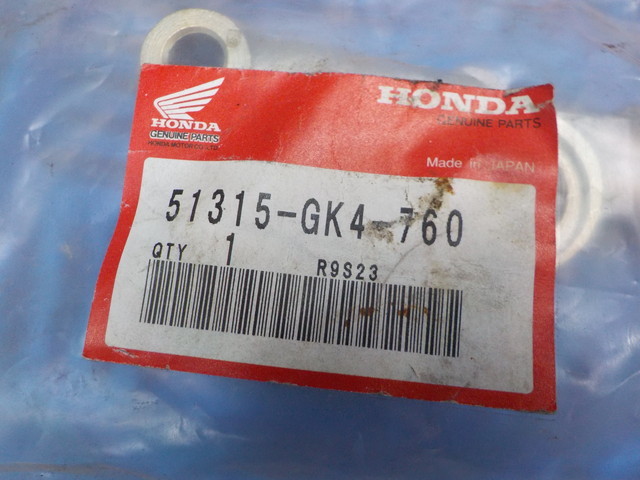 HONDA
GENUINE PARTS
HONDA MOTOR CO.,LTD.
HONDA
GENUINE PARTS
Made in JAPAN
51315-GK4-760
QTY 1 R9S23